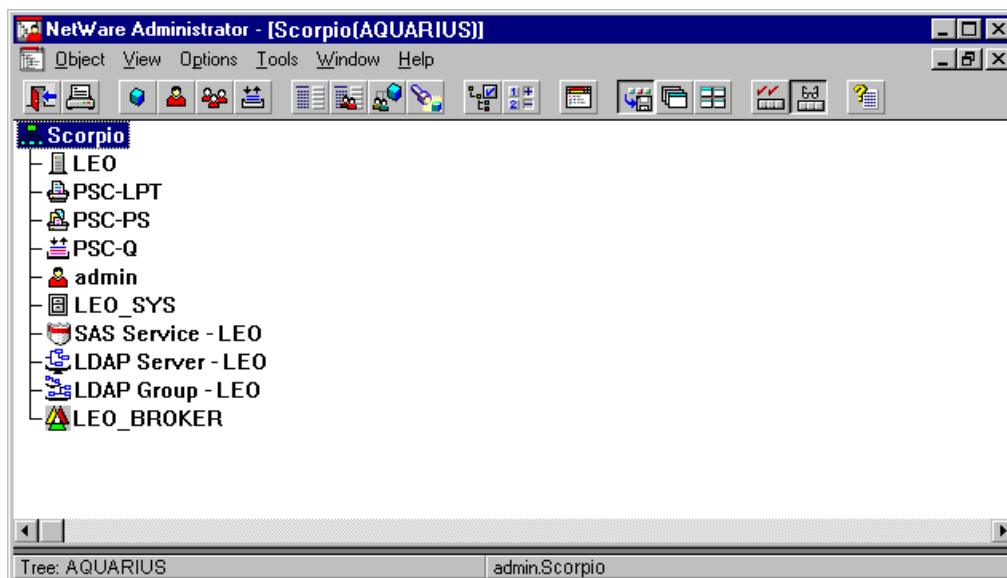 NetWare Administrator - [Scorpio(AQUARIUS)]
Object View Options Tools Window Help
Scorpio
LEO
PSC-LPT
PSC-PS
PSC-Q
admin
LEO_SYS
SAS Service - LEO
LDAP Server - LEO
LDAP Group - LEO
LEO_BROKER
Tree: AQUARIUS admin.Scorpio